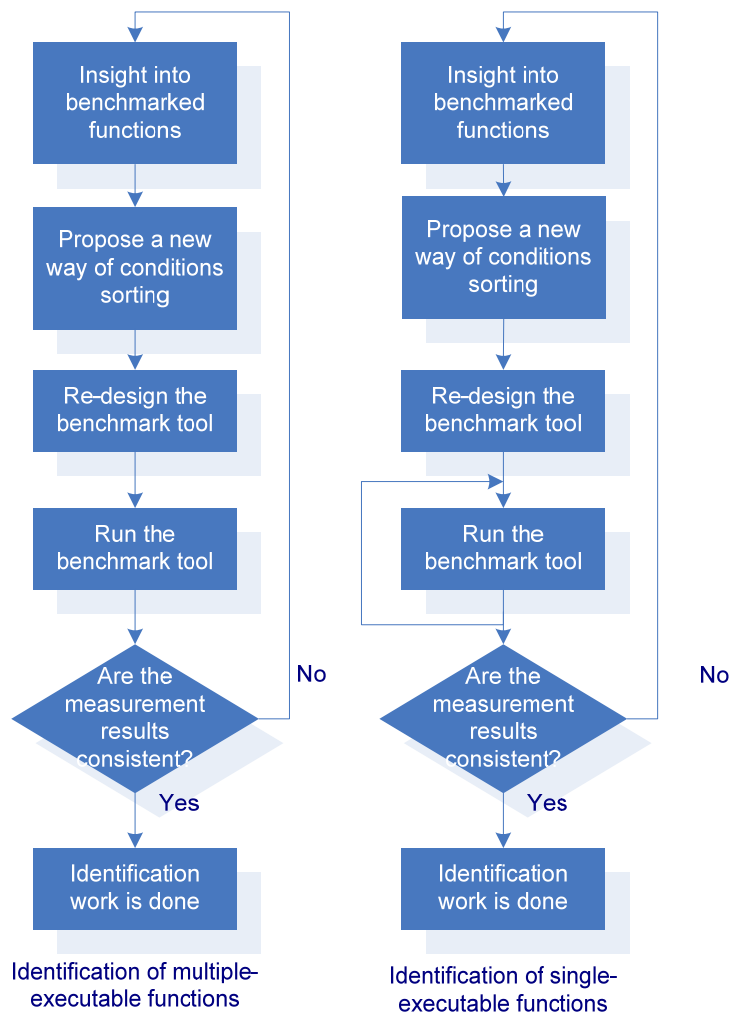 Insight into
benchmarked
functions
Propose a new
way of conditions
sorting
Re-design the
benchmark tool
Run the
benchmark tool
Are the
measurement
results
consistent?
No
Yes
Identification
work is done
Identification of multiple-
executable functions
Insight into
benchmarked
functions
Propose a new
way of conditions
sorting
Re-design the
benchmark tool
Run the
benchmark tool
Are the
measurement
results
consistent?
No
Yes
Identification
work is done
Identification of single-
executable functions